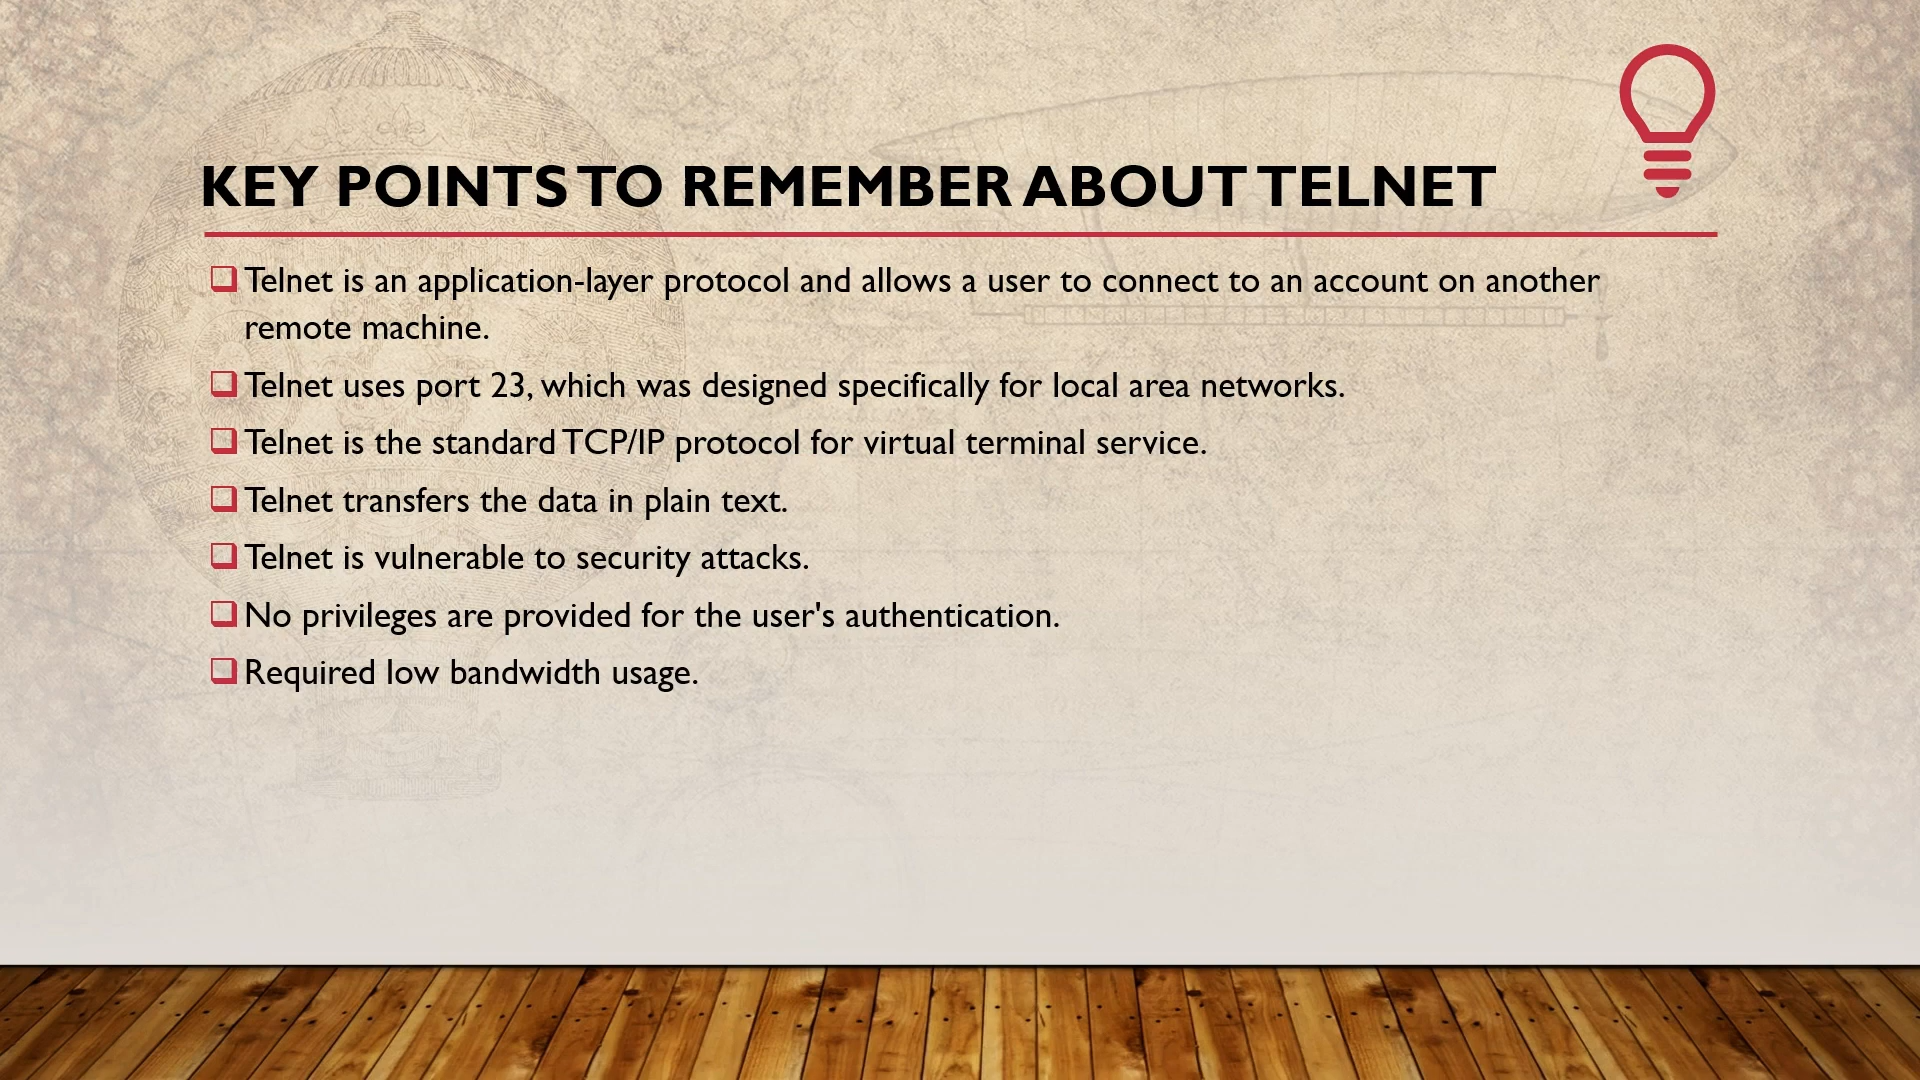 KEY POINTS TO REMEMBER ABOUT TELNET
Telnet is an application-layer protocol and allows a user to connect to an account on another
remote machine.
Telnet uses port 23, which was designed specifically for local area networks.
Telnet is the standard TCP/IP protocol for virtual terminal service.
Telnet transfers the data in plain text.
Telnet is vulnerable to security attacks.
No privileges are provided for the user's authentication.
Required low bandwidth usage.